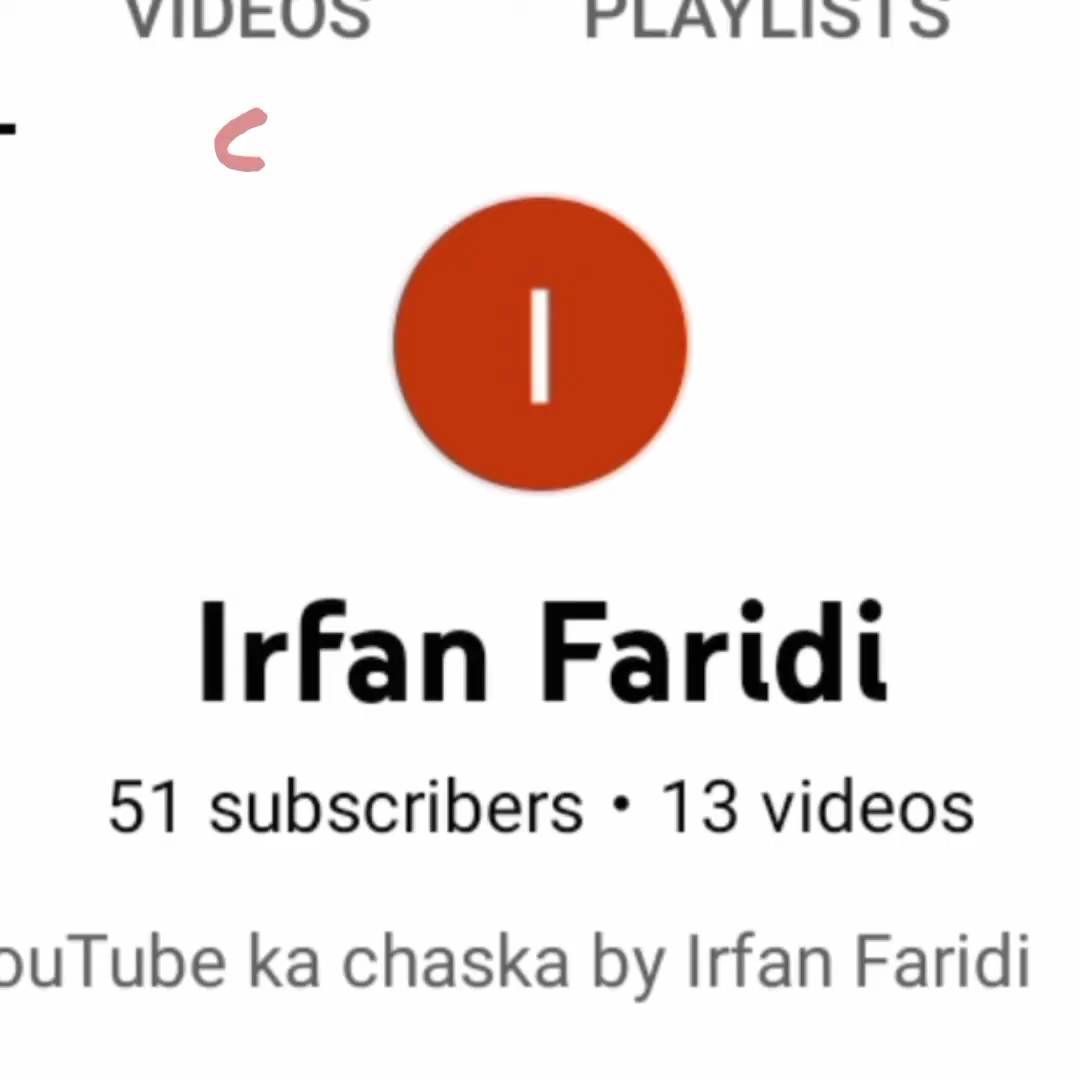 VIDEOS PLAYLISTS
I
Irfan Faridi
51 subscribers • 13 videos
ouTube ka chaska by Irfan Faridi